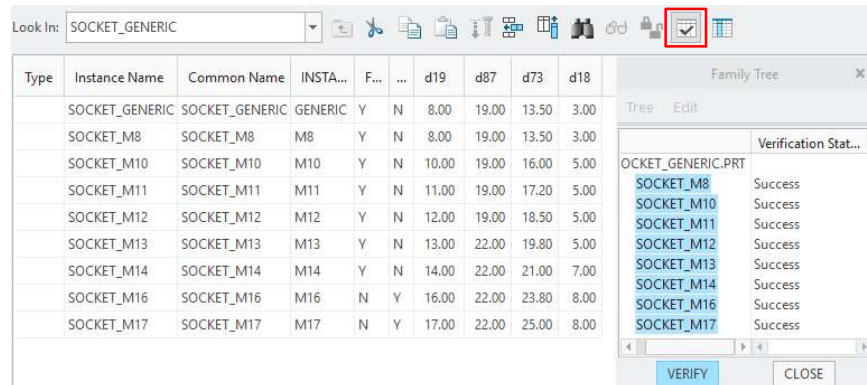 Look In: SOCKET_GENERIC
Type Instance Name Common Name INSTA... F... ... d19 d87 d73 d18
SOCKET_GENERIC SOCKET_GENERIC GENERIC Y N 8.00 19.00 13.50 3.00
SOCKET_M8 SOCKET_M8 M8 Y N 8.00 19.00 13.50 3.00
SOCKET_M10 SOCKET_M10 M10 Y N 10.00 19.00 16.00 5.00
SOCKET_M11 SOCKET_M11 M11 Y N 11.00 19.00 17.20 5.00
SOCKET_M12 SOCKET_M12 M12 Y N 12.00 19.00 18.50 5.00
SOCKET_M13 SOCKET_M13 M13 Y N 13.00 22.00 19.80 5.00
SOCKET_M14 SOCKET_M14 M14 Y N 14.00 22.00 21.00 7.00
SOCKET_M16 SOCKET_M16 M16 N Y 16.00 22.00 23.80 8.00
SOCKET_M17 SOCKET_M17 M17 N Y 17.00 22.00 25.00 8.00
Family Tree X
Tree Edit
Verification Stat...
OCKET_GENERIC.PRT
SOCKET_M8 Success
SOCKET_M10 Success
SOCKET_M11 Success
SOCKET_M12 Success
SOCKET_M13 Success
SOCKET_M14 Success
SOCKET_M16 Success
SOCKET_M17 Success
VERIFY CLOSE